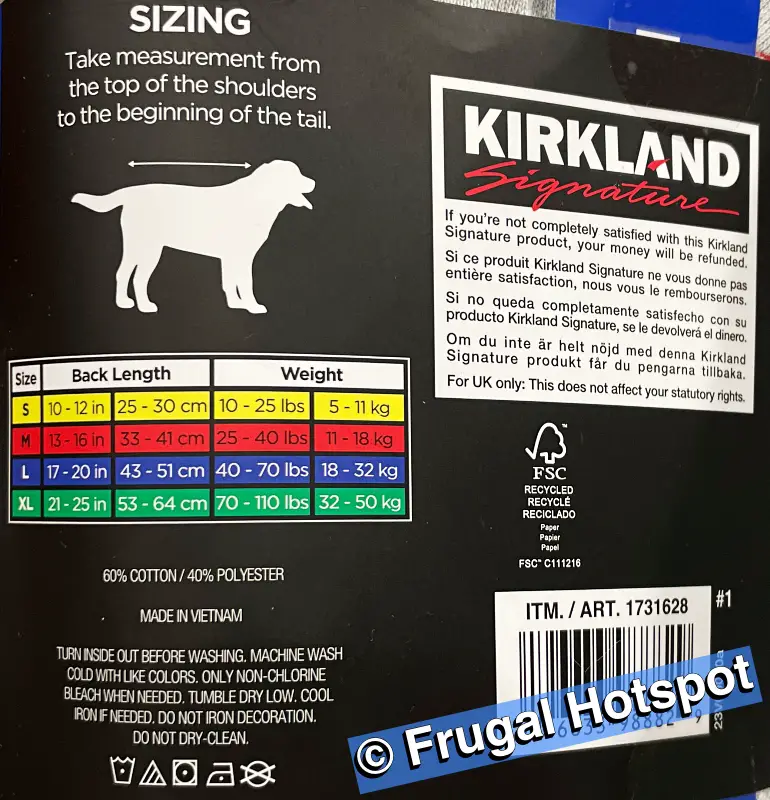 SIZING
Take measurement from
the top of the shoulders
to the beginning of the tail.
Size Back Length Weight
S 10 - 12 in 25 - 30 cm 10 - 25 lbs 5 - 11 kg
M 13 - 16 in 33 - 41 cm 25 - 40 lbs 11 - 18 kg
L 17 - 20 in 43 - 51 cm 40 - 70 lbs 18 - 32 kg
XL 21 - 25 in 53 - 64 cm 70 - 110 lbs 32 - 50 kg
60% COTTON / 40% POLYESTER
MADE IN VIETNAM
TURN INSIDE OUT BEFORE WASHING. MACHINE WASH
COLD WITH LIKE COLORS. ONLY NON-CHLORINE
BLEACH WHEN NEEDED. TUMBLE DRY LOW. COOL
IRON IF NEEDED. DO NOT IRON DECORATION.
DO NOT DRY-CLEAN.
KIRKLAND
Signature
If you're not completely satisfied with this Kirkland
Signature product, your money will be refunded.
Si ce produit Kirkland Signature ne vous donne pas
entière satisfaction, nous vous le rembourserons.
Si no queda completamente satisfecho con su
producto Kirkland Signature, se le devolverá el dinero.
Om du inte är helt nöjd med denna Kirkland
Signature produkt får du pengarna tillbaka.
For UK only: This does not affect your statutory rights.
FSC™
RECYCLED
RECYCLÉ
RECICLADO
Paper
Papier
Papel
FSC™ C111216
ITM. / ART. 1731628
#1
© Frugal Hotspot